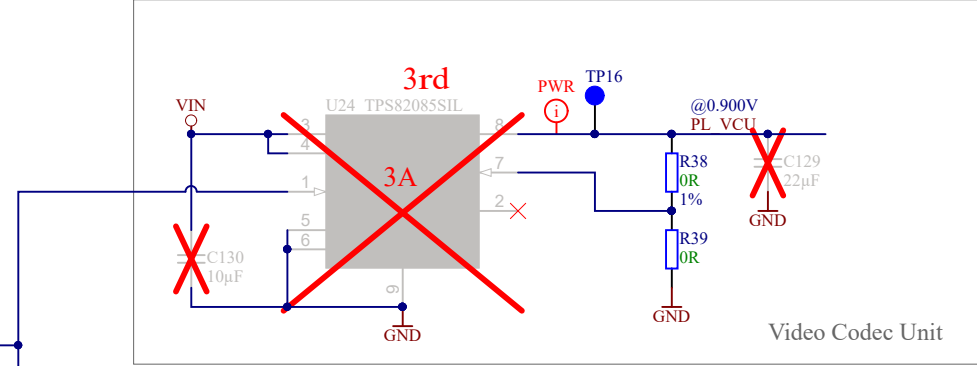 3rd
PWR
TP16
VIN
U24 TPS82085SIL
@0.900V
PL_VCU
3
4
8
i
3A
1
7
2
R38
0R
1%
C129
22µF
GND
5
6
R39
0R
C130
10µF
9
GND
GND
Video Codec Unit